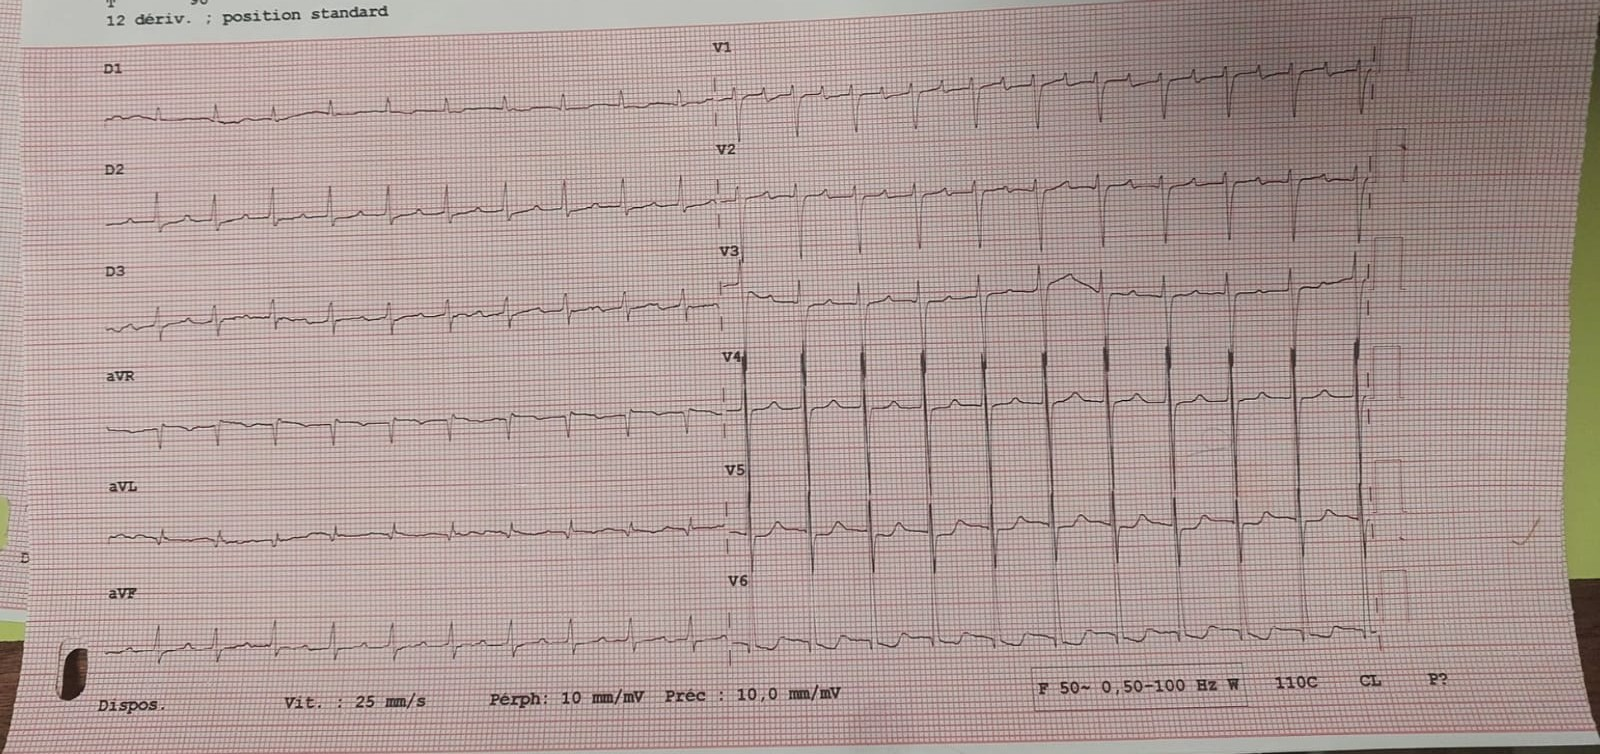 12 dériv. ; position standard
D1
V1
D2
V2
D3
V3
aVR
V4
aVL
V5
aVF
V6
Dispos. Vit. : 25 mm/s Pérph: 10 mm/mV Préc : 10,0 mm/mV F 50~ 0,50-100 Hz W 110C CL P?